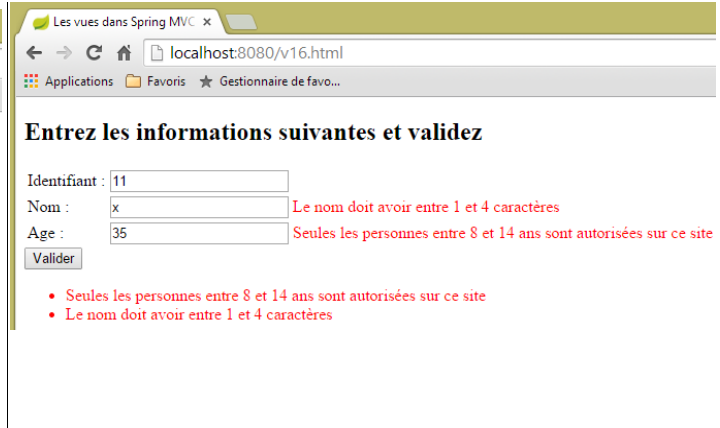 Les vues dans Spring MVC
localhost:8080/v16.html
Applications Favoris Gestionnaire de favo...
Entrez les informations suivantes et validez
Identifiant : 11
Nom : x Le nom doit avoir entre 1 et 4 caractères
Age : 35 Seules les personnes entre 8 et 14 ans sont autorisées sur ce site
Valider
Seules les personnes entre 8 et 14 ans sont autorisées sur ce site
Le nom doit avoir entre 1 et 4 caractères